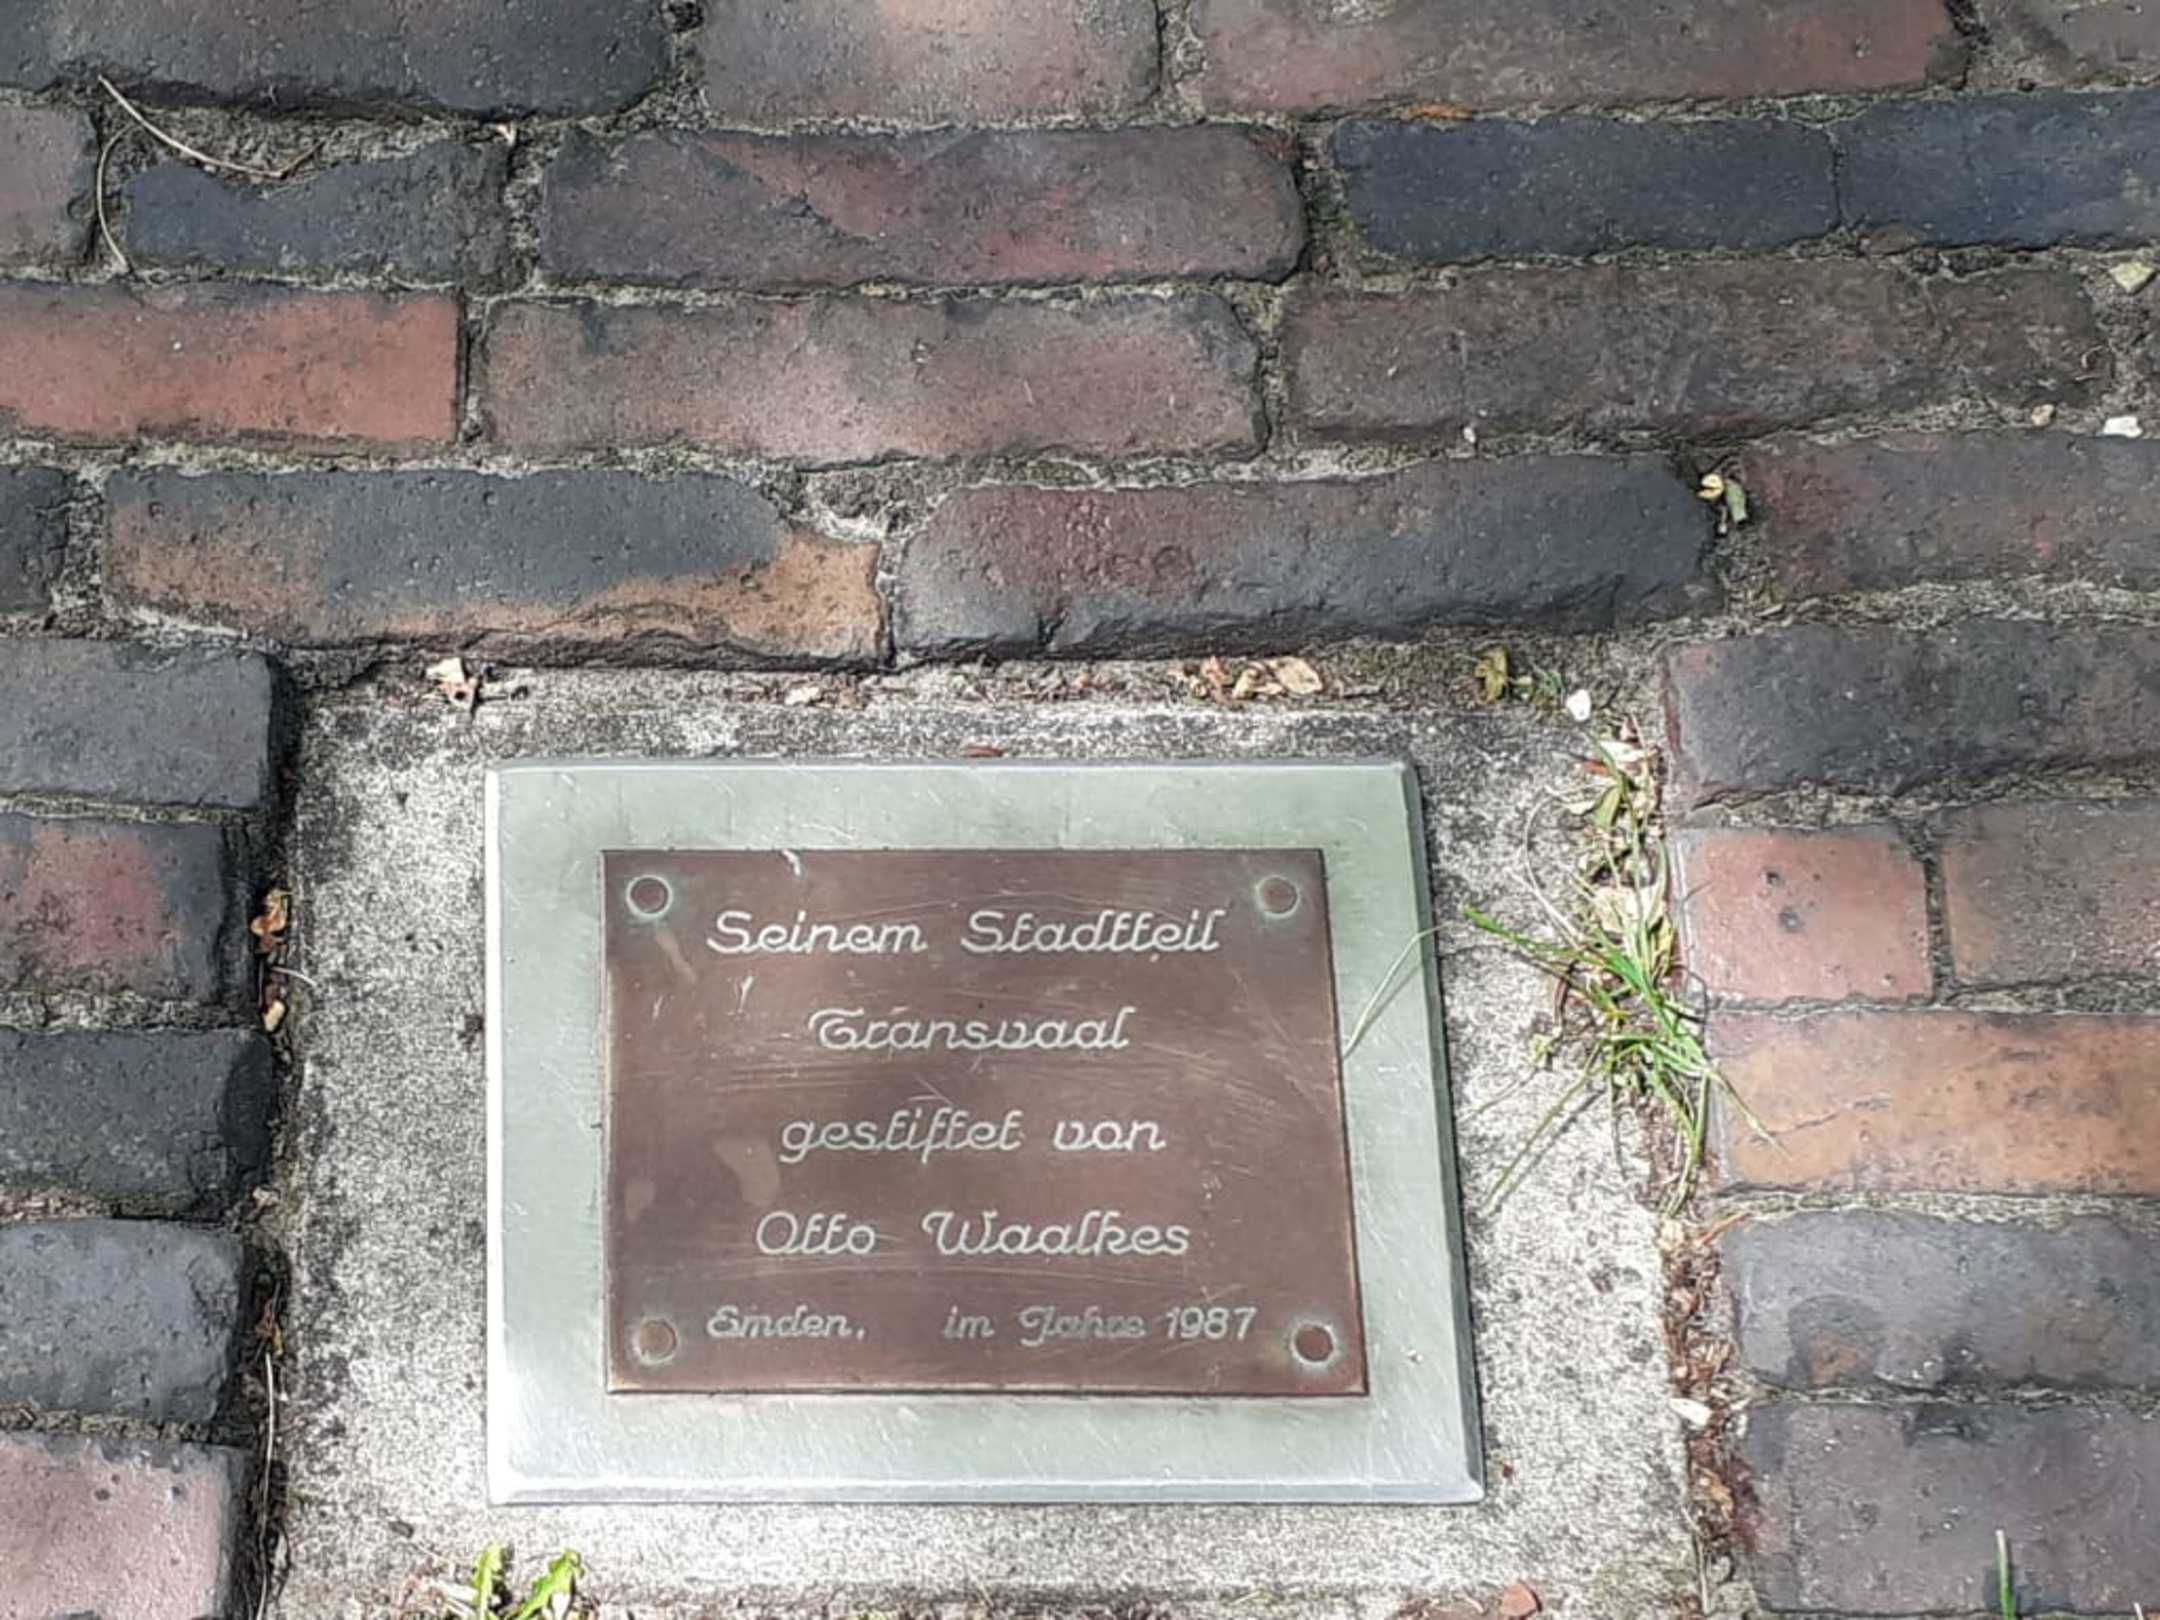 Seinem Stadtteil
Transvaal
gestiftet von
Otto Waalkes
Emden, im Jahre 1987